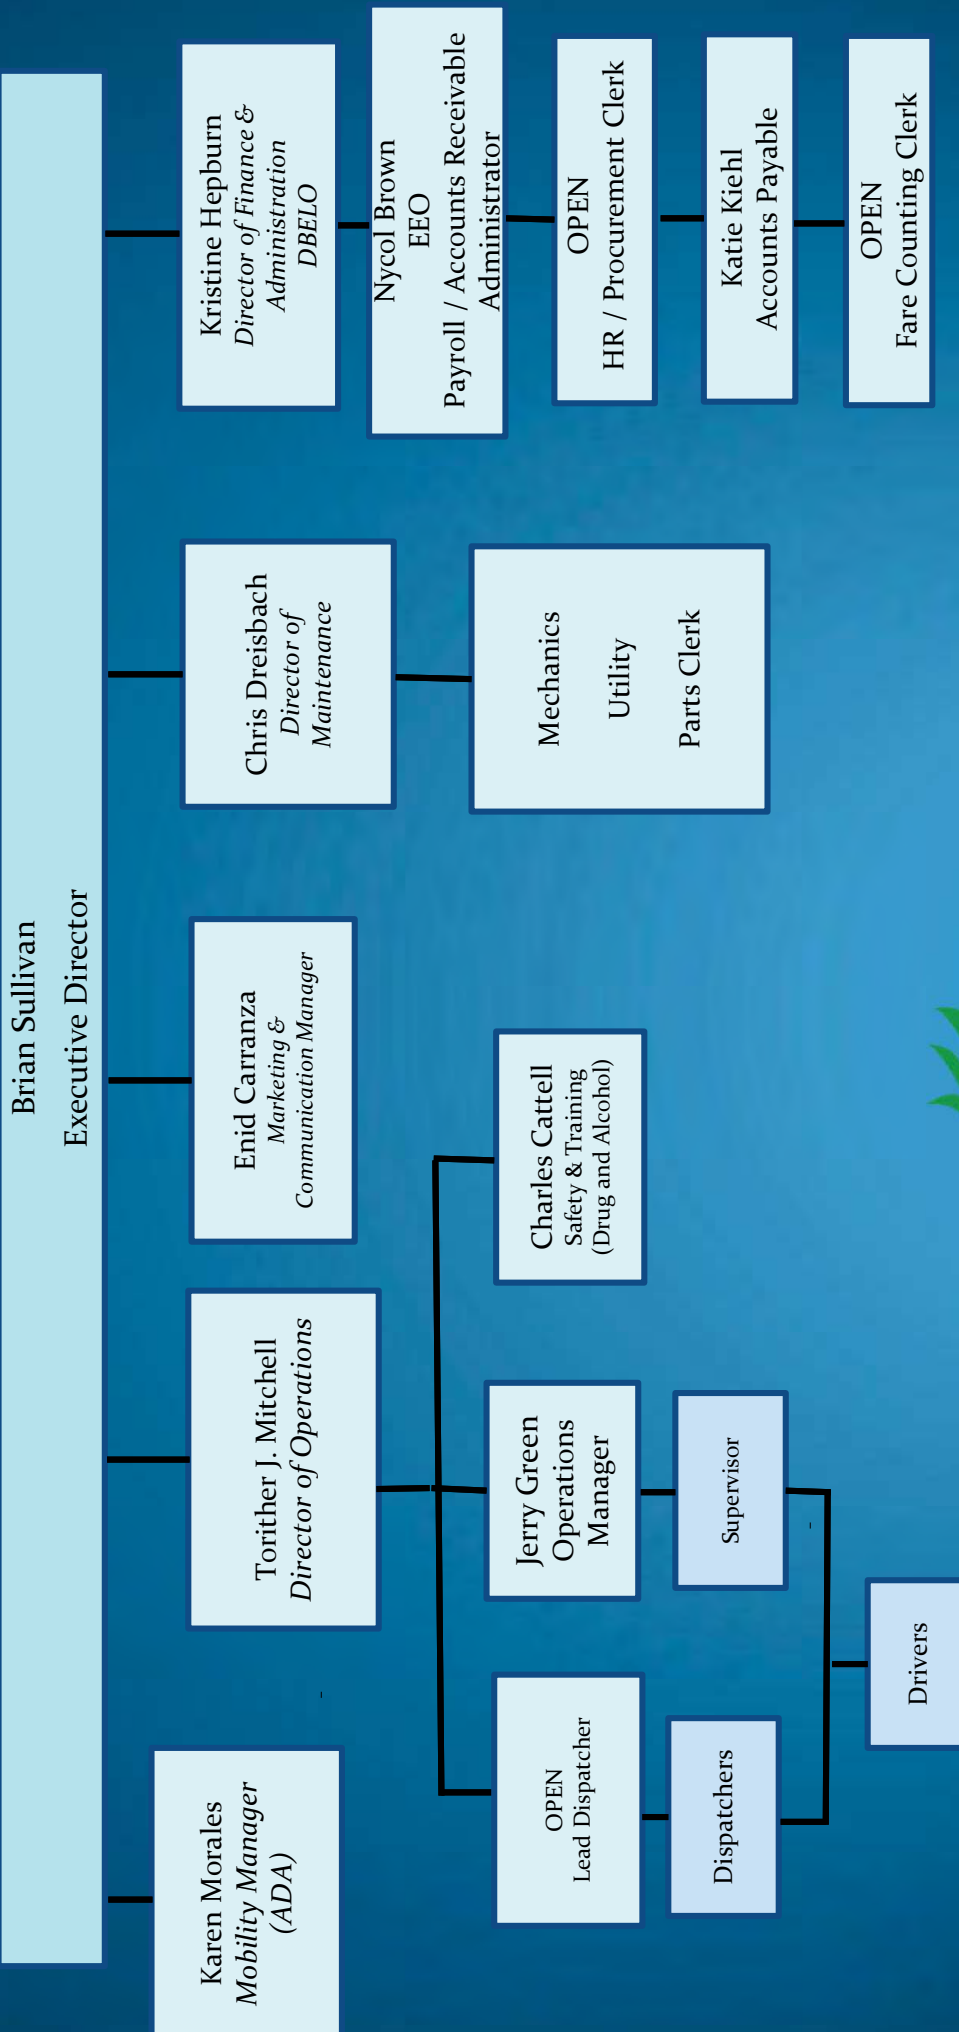 Brian Sullivan
Executive Director
Karen Morales
Mobility Manager
(ADA)
Torither J. Mitchell
Director of Operations
Enid Carranza
Marketing &
Communication Manager
Chris Dreisbach
Director of
Maintenance
Kristine Hepburn
Director of Finance &
Administration
DBELO
OPEN
Lead Dispatcher
Jerry Green
Operations
Manager
Charles Cattell
Safety & Training
(Drug and Alcohol)
Mechanics
Utility
Parts Clerk
Nycol Brown
EEO
Payroll / Accounts Receivable
Administrator
OPEN
HR / Procurement Clerk
Katie Kiehl
Accounts Payable
OPEN
Fare Counting Clerk
Dispatchers
Supervisor
Drivers